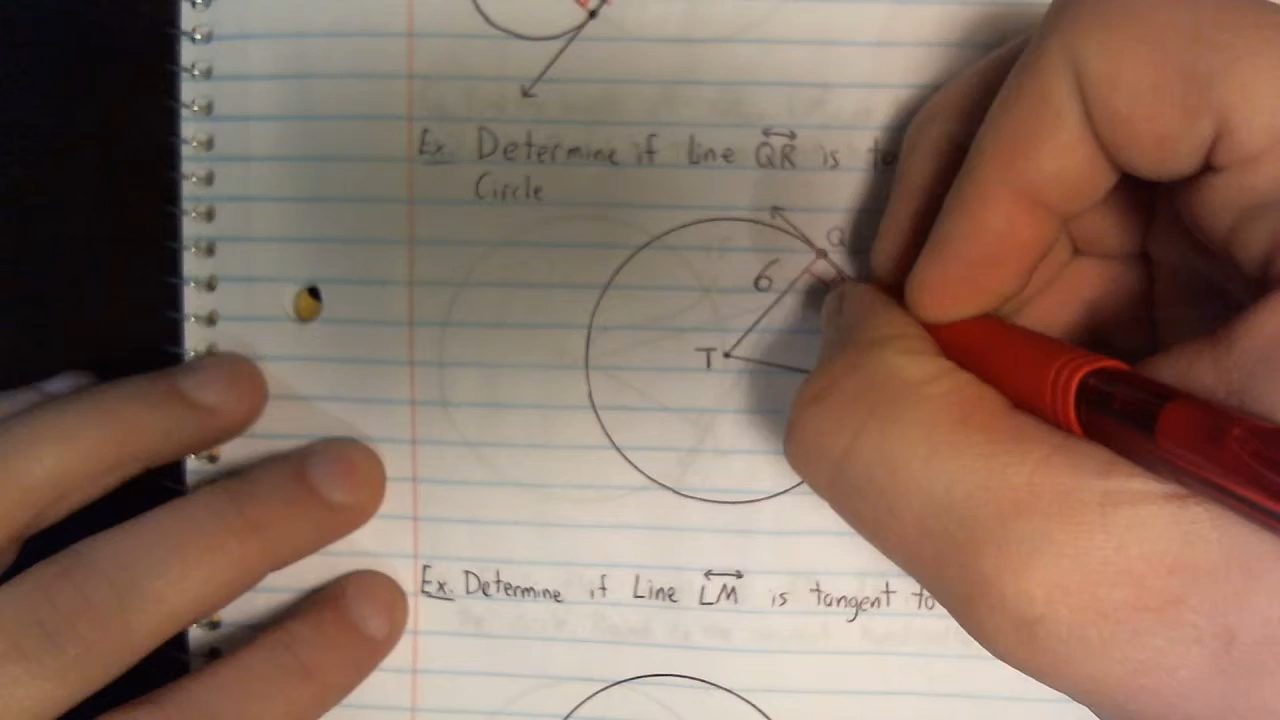 Ex. Determine if line QR is
Circle
Q
6
T
Ex. Determine if Line LM is tangent to